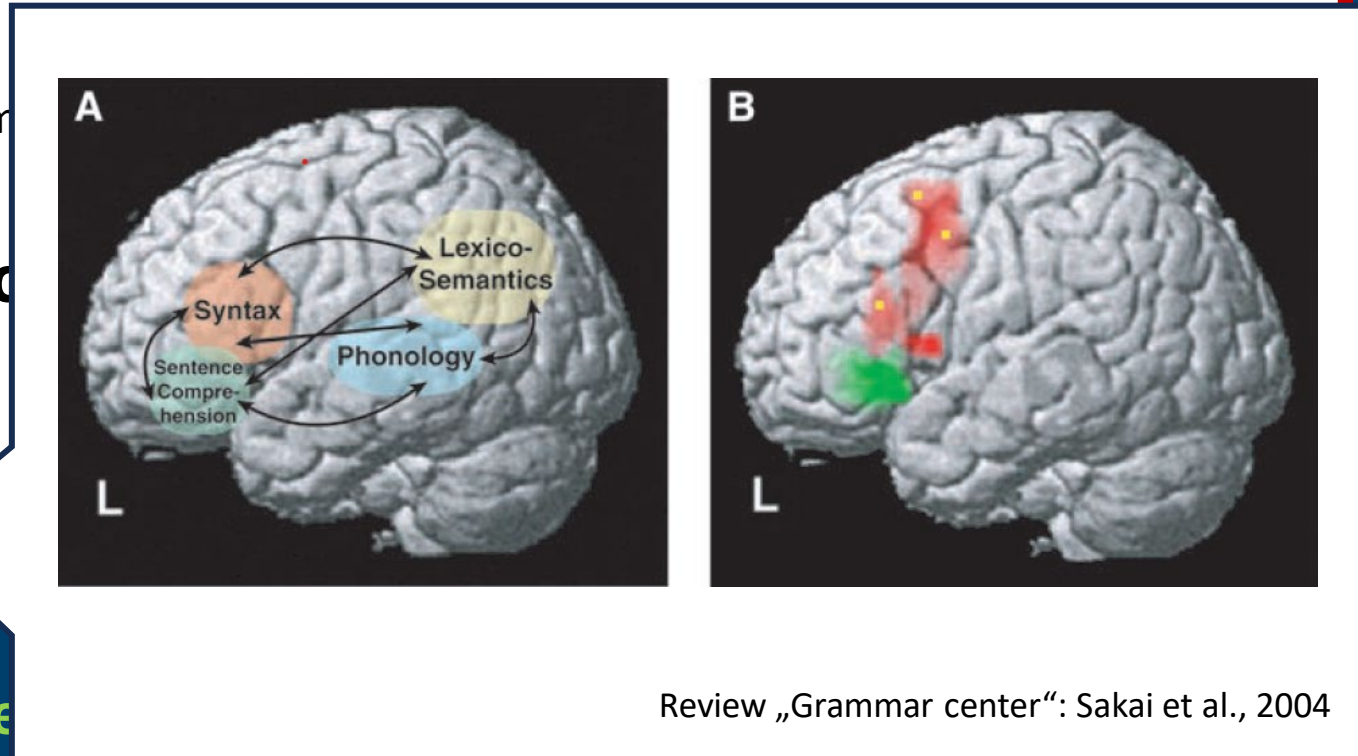 A
Lexico-
Semantics
Syntax
Phonology
Sentence
Compre-
hension
L
B
L
Review „Grammar center“: Sakai et al., 2004